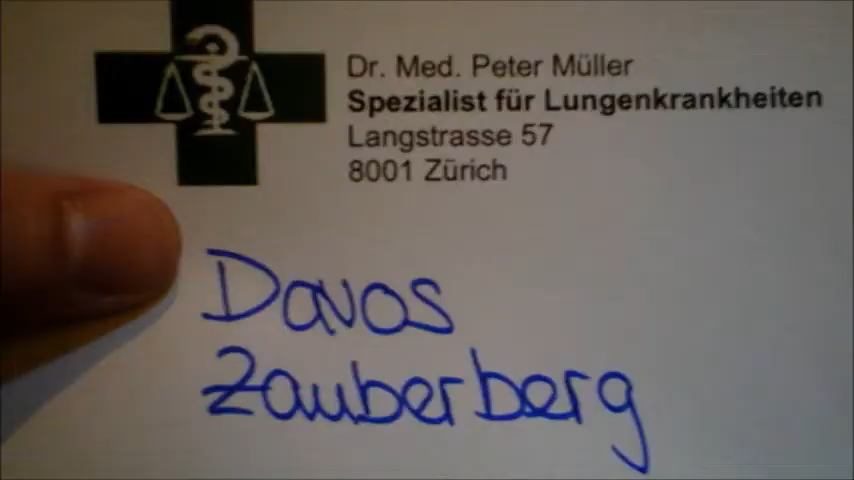 Dr. Med. Peter Müller
Spezialist für Lungenkrankheiten
Langstrasse 57
8001 Zürich
Davos
Zauberberg